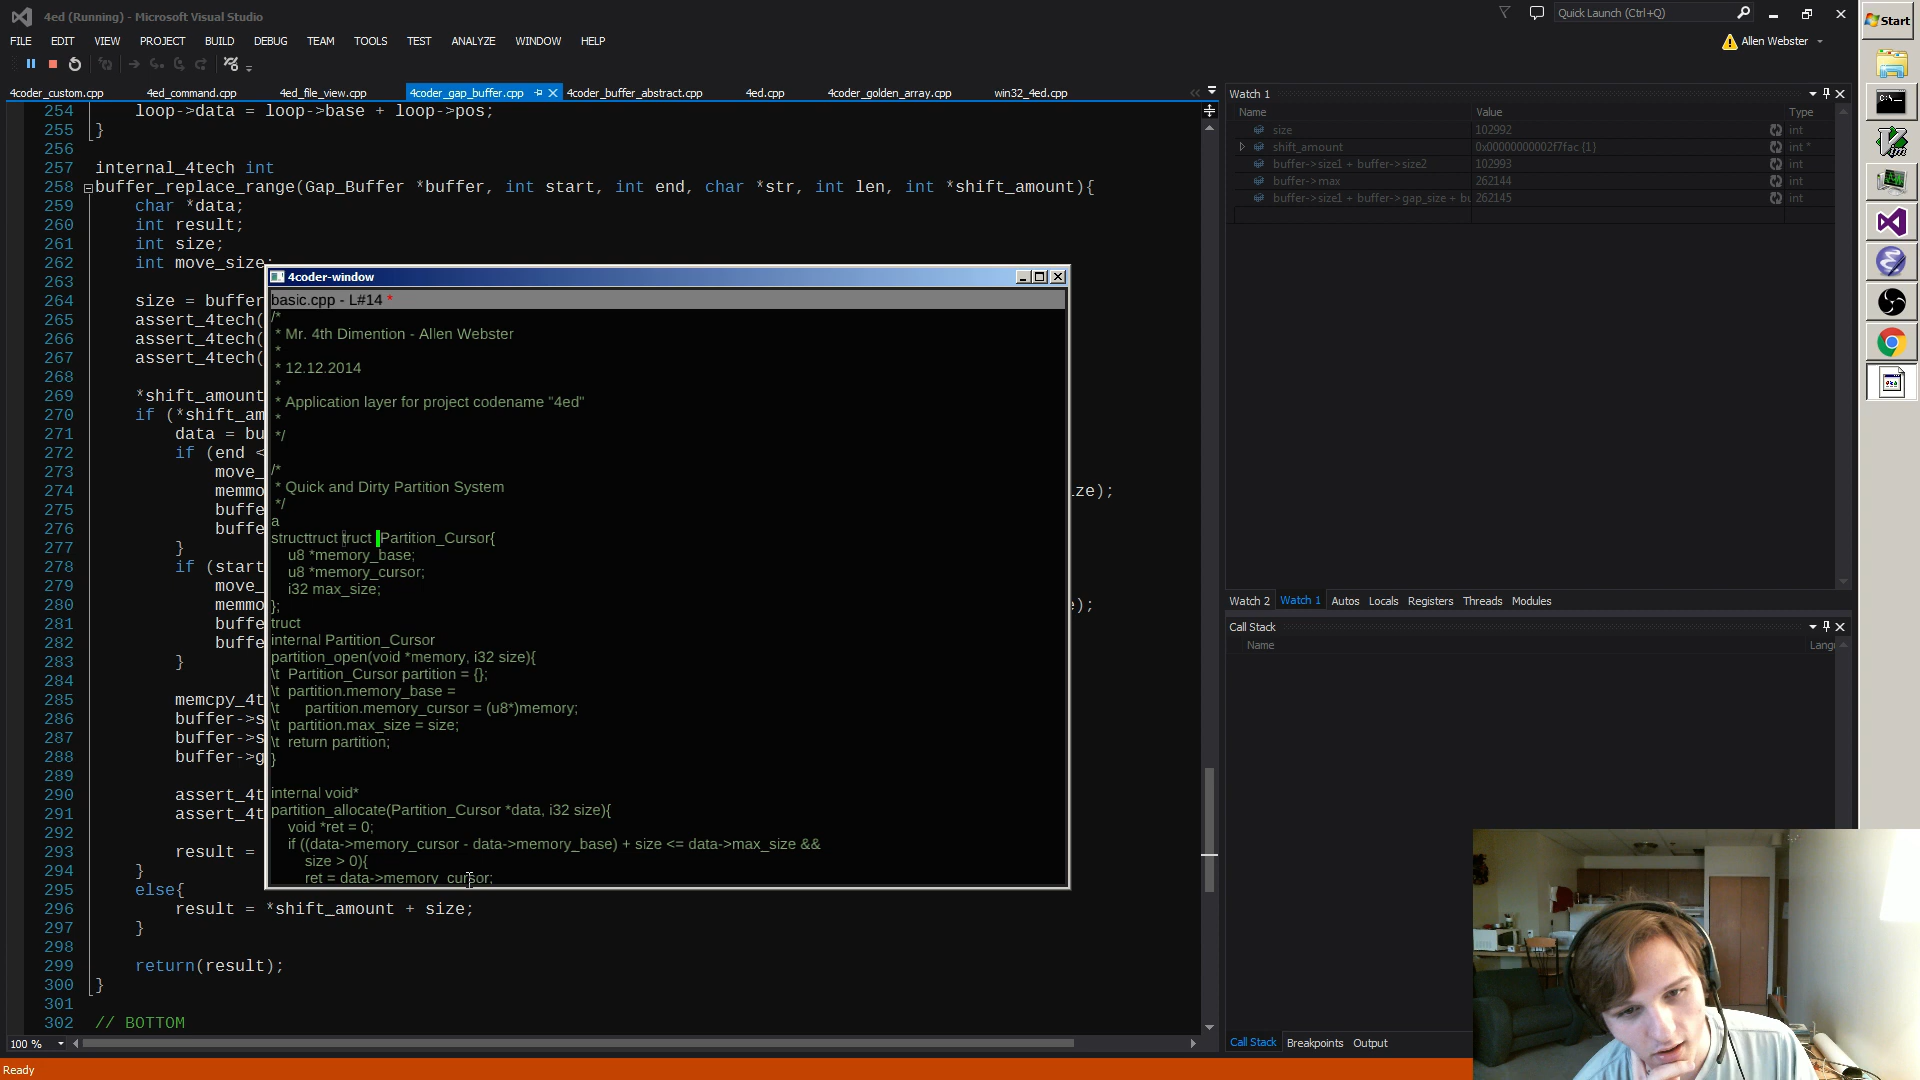 4ed (Running) - Microsoft Visual Studio
Quick Launch (Ctrl+Q)
Start
FILE EDIT VIEW PROJECT BUILD DEBUG TEAM TOOLS TEST ANALYZE WINDOW HELP
Allen Webster
4coder_custom.cpp 4ed_command.cpp 4ed_file_view.cpp 4coder_gap_buffer.cpp 4coder_buffer_abstract.cpp 4ed.cpp 4coder_golden_array.cpp win32_4ed.cpp
254 loop->data = loop->base + loop->pos;
255 }
256
257 internal_4tech int
258 buffer_replace_range(Gap_Buffer *buffer, int start, int end, char *str, int len, int *shift_amount){
259 char *data;
260 int result;
261 int size;
262 int move_size;
263
264 size = buffer
265 assert_4tech(
266 assert_4tech(
267 assert_4tech(
268
269 *shift_amount
270 if (*shift_am
271 data = bu
272 if (end <
273 move_
274 memmo ize);
275 buffe
276 buffe
277 }
278 if (start
279 move_
280 memmo );
281 buffe
282 buffe
283 }
284
285 memcpy_4t
286 buffer->s
287 buffer->s
288 buffer->g
289
290 assert_4t
291 assert_4t
292
293 result =
294 }
295 else{
296 result = *shift_amount + size;
297 }
298
299 return(result);
300 }
301
302 // BOTTOM
100 %
Ready
4coder-window
basic.cpp - L#14 *
/*
* Mr. 4th Dimention - Allen Webster
*
* 12.12.2014
*
* Application layer for project codename "4ed"
*
*/
/*
* Quick and Dirty Partition System
*/
a
structtruct truct Partition_Cursor{
u8 *memory_base;
u8 *memory_cursor;
i32 max_size;
};
truct
internal Partition_Cursor
partition_open(void *memory, i32 size){
\t Partition_Cursor partition = {};
\t partition.memory_base =
\t partition.memory_cursor = (u8*)memory;
\t partition.max_size = size;
\t return partition;
}
internal void*
partition_allocate(Partition_Cursor *data, i32 size){
void *ret = 0;
if ((data->memory_cursor - data->memory_base) + size <= data->max_size &&
size > 0){
ret = data->memory_cursor;
Watch 1
Name Value Type
size 102992 int
shift_amount 0x00000000002f7fac {1} int *
buffer->size1 + buffer->size2 102993 int
buffer->max 262144 int
buffer->size1 + buffer->gap_size + bu 262145 int
Watch 2 Watch 1 Autos Locals Registers Threads Modules
Call Stack
Name Langu
Call Stack Breakpoints Output